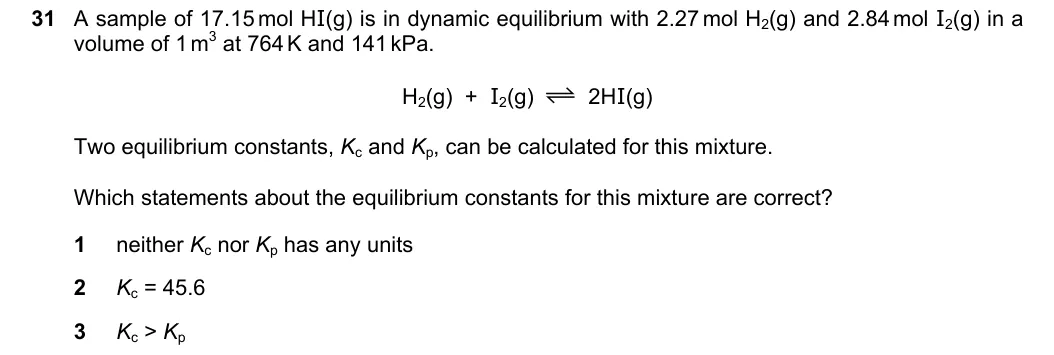 31 A sample of 17.15 mol HI(g) is in dynamic equilibrium with 2.27 mol H₂(g) and 2.84 mol I₂(g) in a
volume of 1 m³ at 764 K and 141 kPa.
H₂(g) + I₂(g) ⇌ 2HI(g)
Two equilibrium constants, Kc and Kp, can be calculated for this mixture.
Which statements about the equilibrium constants for this mixture are correct?
1 neither Kc nor Kp has any units
2 Kc = 45.6
3 Kc > Kp